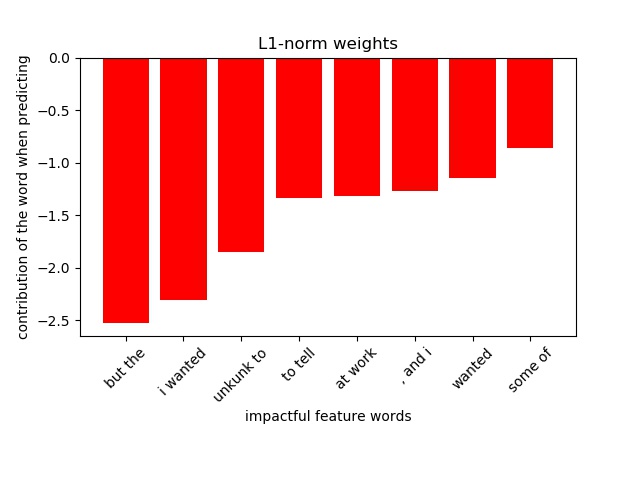 L1-norm weights
contribution of the word when predicting
0.0
−0.5
−1.0
−1.5
−2.0
−2.5
but the
i wanted
unkunk to
to tell
at work
, and i
wanted
some of
impactful feature words